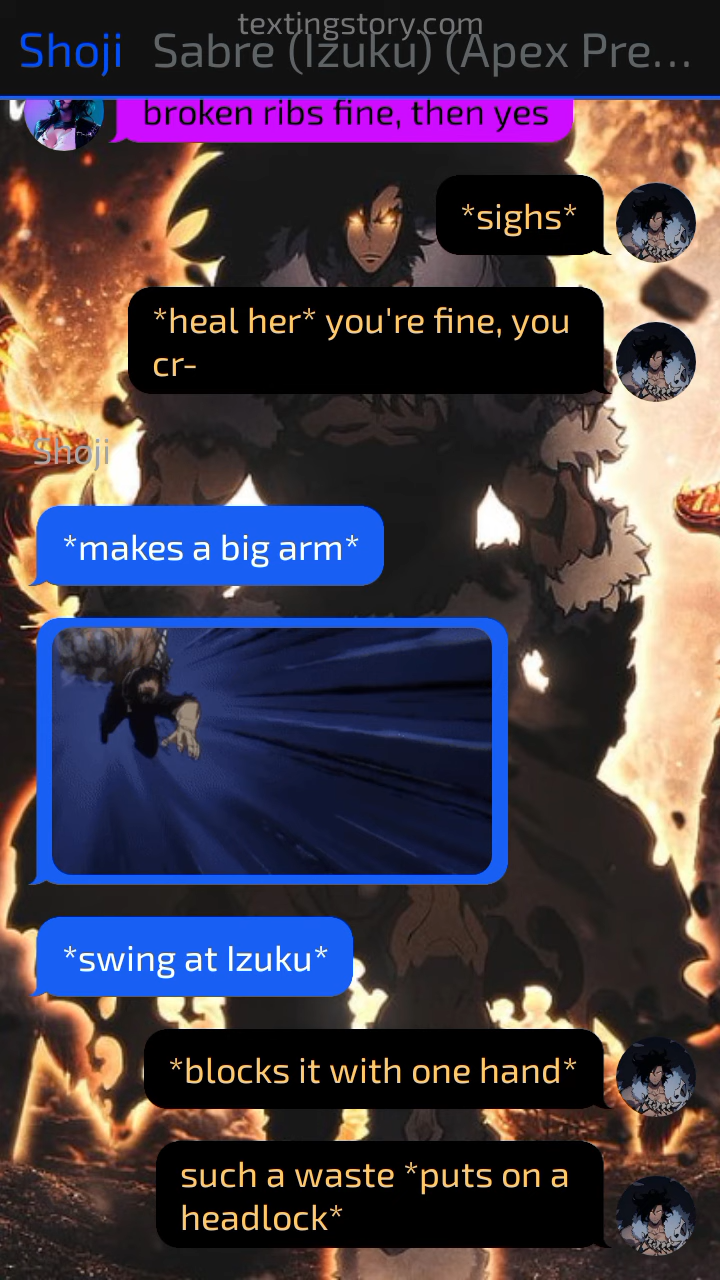 textingstory.com
Shoji Sabre (Izuku) (Apex Pre...
broken ribs fine, then yes
*sighs*
*heal her* you're fine, you
cr-
Shoji
*makes a big arm*
*swing at Izuku*
*blocks it with one hand*
such a waste *puts on a
headlock*